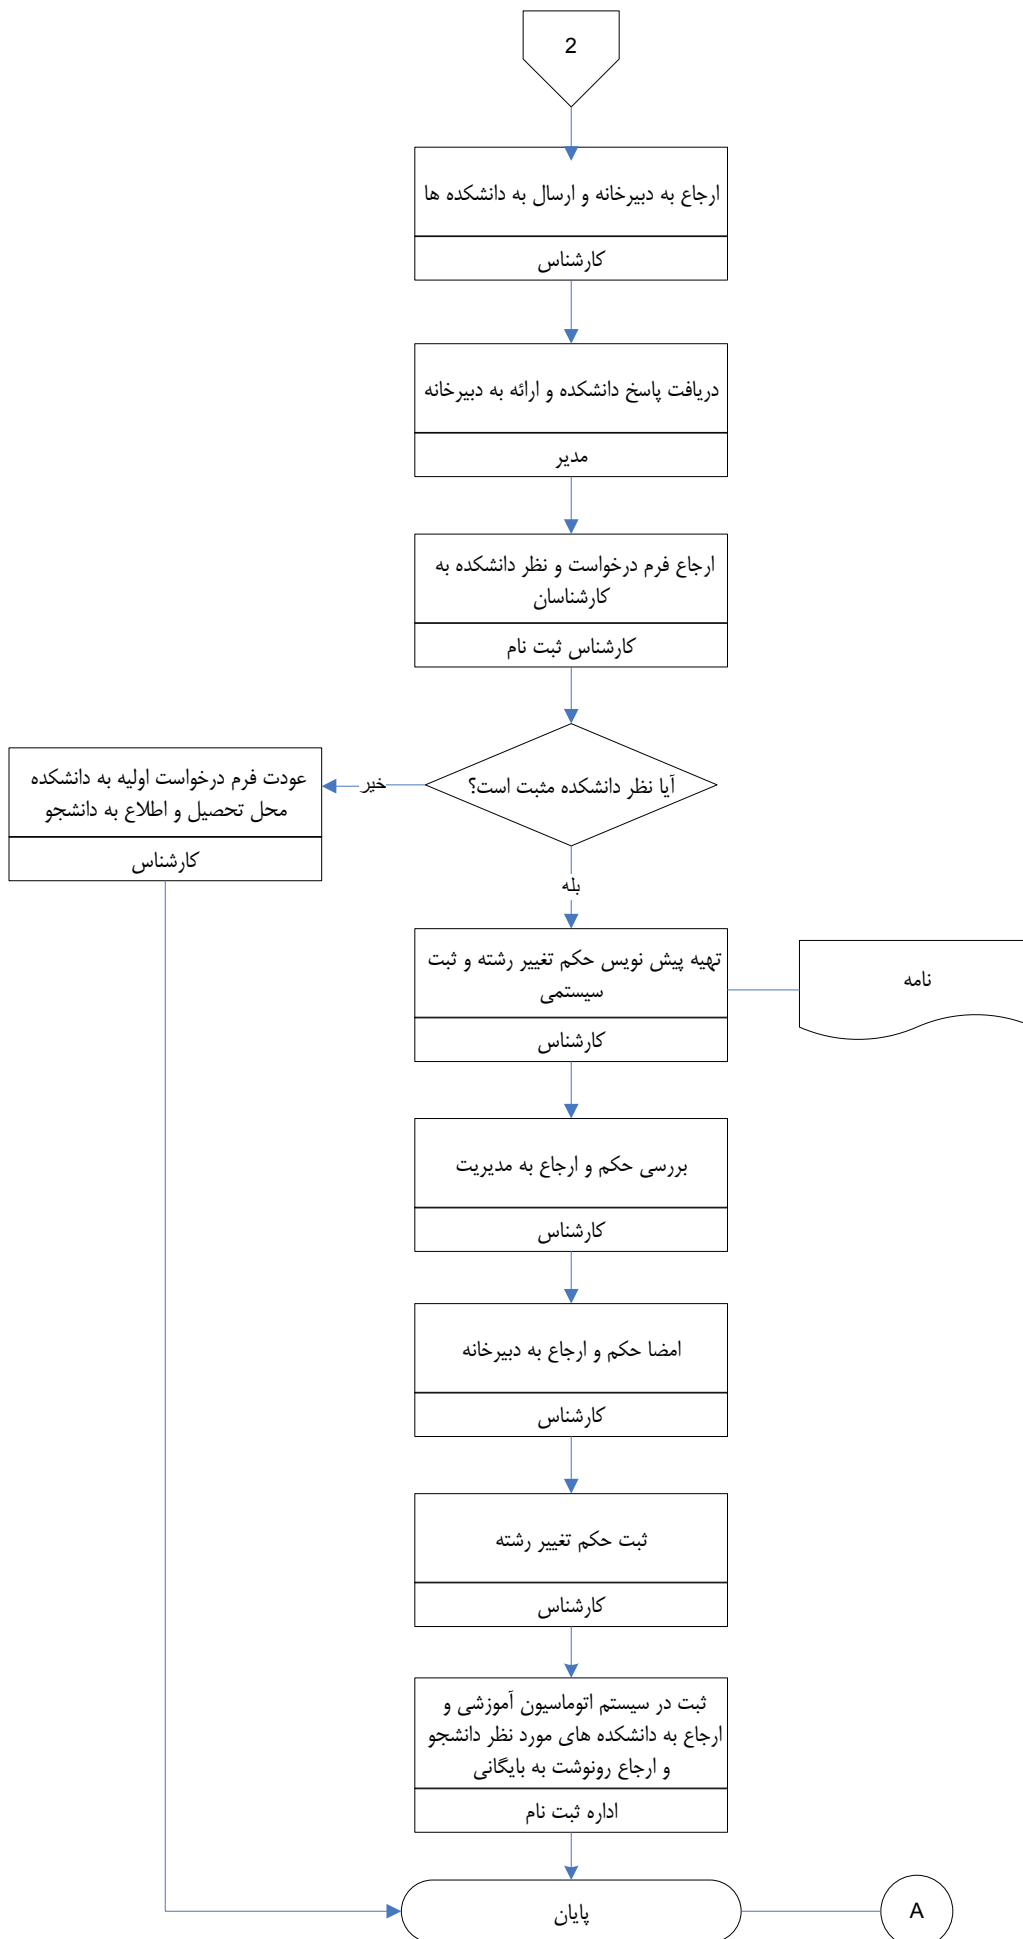 2
ارجاع به دبیرخانه و ارسال به دانشکده ها
کارشناس
دریافت پاسخ دانشکده و ارائه به دبیرخانه
مدیر
ارجاع فرم درخواست و نظر دانشکده به
کارشناسان
کارشناس ثبت نام
آیا نظر دانشکده مثبت است؟
خیر
عودت فرم درخواست اولیه به دانشکده
محل تحصیل و اطلاع به دانشجو
کارشناس
بله
تهیه پیش نویس حکم تغییر رشته و ثبت
سیستمی
کارشناس
نامه
بررسی حکم و ارجاع به مدیریت
کارشناس
امضا حکم و ارجاع به دبیرخانه
کارشناس
ثبت حکم تغییر رشته
کارشناس
ثبت در سیستم اتوماسیون آموزشی و
ارجاع به دانشکده های مورد نظر دانشجو
و ارجاع رونوشت به بایگانی
اداره ثبت نام
پایان
A